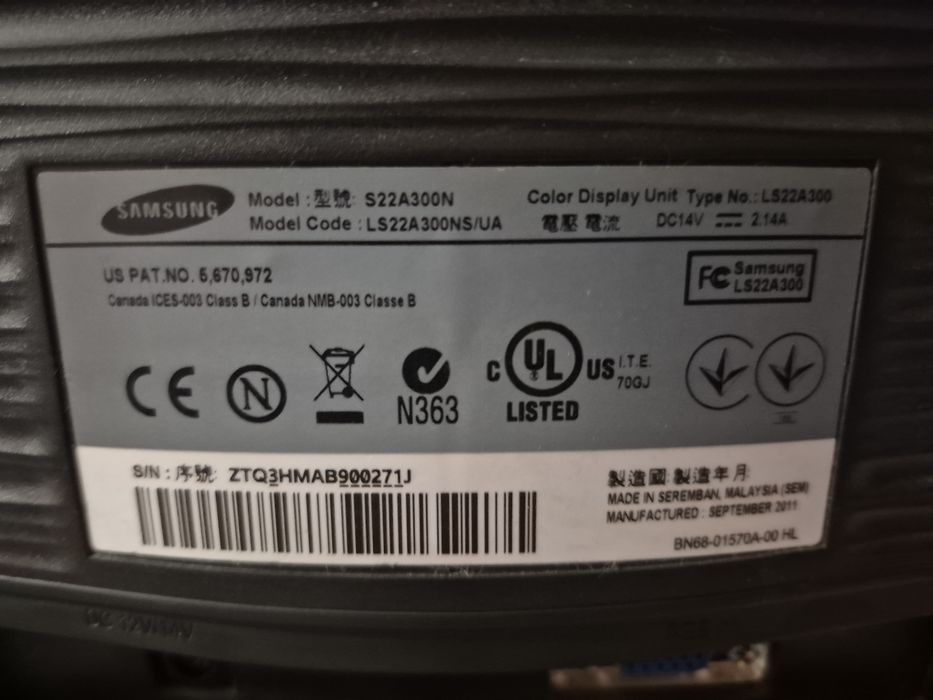 SAMSUNG
Model : 型號: S22A300N
Model Code : LS22A300NS/UA
Color Display Unit Type No.: LS22A300
電壓 電流 DC14V 2.14A
US PAT.NO. 5,670,972
Canada ICES-003 Class B / Canada NMB-003 Classe B
FC Samsung
LS22A300
CE
N
N363
C UL US
LISTED
I.T.E.
70GJ
S/N : 序號: ZTQ3HMAB900271J
製造國 製造年月
MADE IN SEREMBAN, MALAYSIA (SEM)
MANUFACTURED : SEPTEMBER 2011
BN68-01570A-00 HL